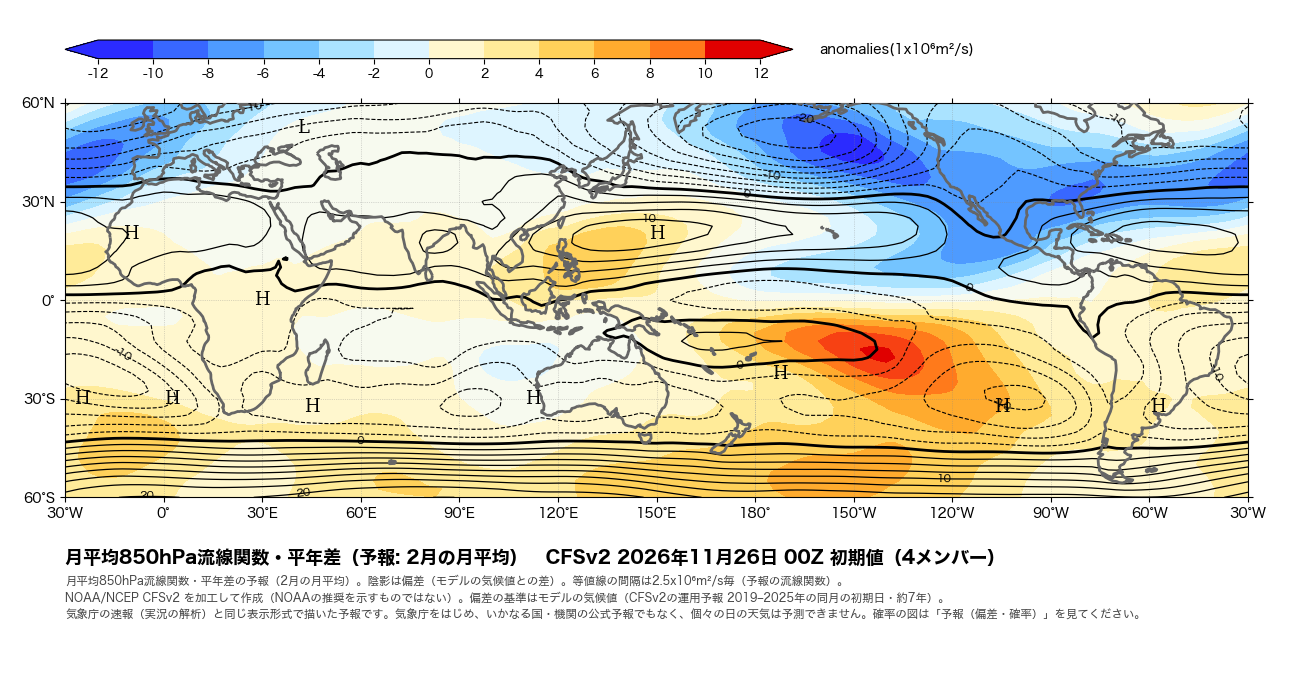 anomalies(1x10⁶m²/s)
-12 -10 -8 -6 -4 -2 0 2 4 6 8 10 12
60°N
30°N
0°
30°S
60°S
30°W 0° 30°E 60°E 90°E 120°E 150°E 180° 150°W 120°W 90°W 60°W 30°W
L
H H
H
H
H H H H H H
-10 -20 -10 -10
0 10
0
-10 0 -10
0
20 20 10
月平均850hPa流線関数・平年差（予報: 2月の月平均） CFSv2 2026年11月26日 00Z 初期値（4メンバー）
月平均850hPa流線関数・平年差の予報（2月の月平均）。陰影は偏差（モデルの気候値との差）。等値線の間隔は2.5x10⁶m²/s毎（予報の流線関数）。
NOAA/NCEP CFSv2 を加工して作成（NOAAの推奨を示すものではない）。偏差の基準はモデルの気候値（CFSv2の運用予報 2019–2025年の同月の初期日・約7年）。
気象庁の速報（実況の解析）と同じ表示形式で描いた予報です。気象庁をはじめ、いかなる国・機関の公式予報でもなく、個々の日の天気は予測できません。確率の図は「予報（偏差・確率）」を見てください。